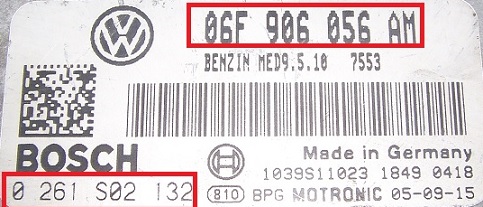 06F 906 056 AM
BENZIN MED9.5.10 7553
BOSCH
Made in Germany
1039S11023 1849 0418
0 261 S02 132
810 BPG MOTRONIC 05-09-15